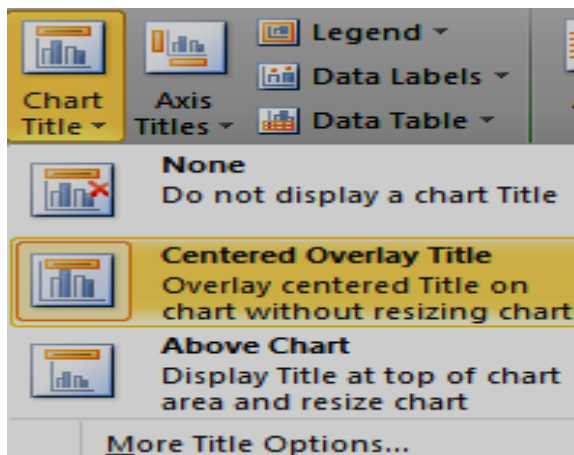 Legend
Data Labels
Chart Title
Axis Titles
Data Table
None
Do not display a chart Title
Centered Overlay Title
Overlay centered Title on
chart without resizing chart
Above Chart
Display Title at top of chart
area and resize chart
More Title Options...